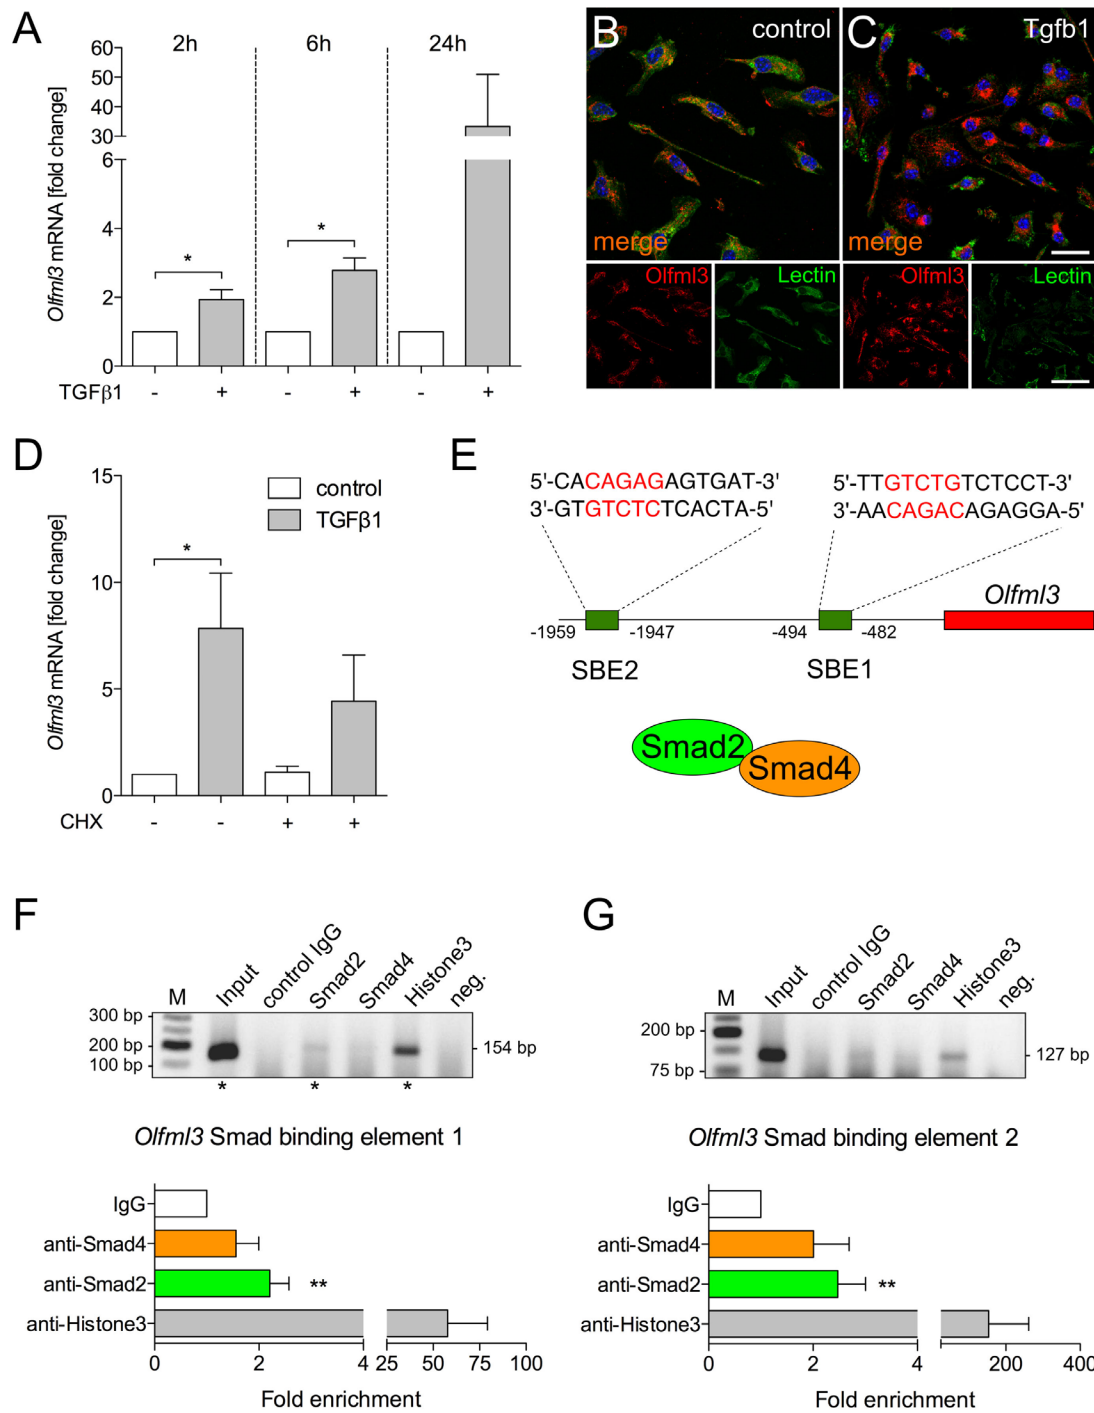 A
2h
6h
24h
60
50
40
30
6
4
2
0
Olfml3 mRNA [fold change]
*
*
TGFβ1
-
+
-
+
-
+
B
control
merge
Olfml3
Lectin
C
Tgfb1
merge
Olfml3
Lectin
D
15
10
5
0
Olfml3 mRNA [fold change]
control
TGFβ1
*
CHX
-
-
+
+
E
5'-CACAGAGAGTGAT-3'
3'-GTGTCTCTCACTA-5'
5'-TTGTCTGTCTCCT-3'
3'-AACAGACAGAGGA-5'
Olfml3
-1959
-1947
-494
-482
SBE2
SBE1
Smad2
Smad4
F
M
Input
control IgG
Smad2
Smad4
Histone3
neg.
300 bp
200 bp
100 bp
154 bp
*
*
*
Olfml3 Smad binding element 1
IgG
anti-Smad4
anti-Smad2
**
anti-Histone3
0
2
4
25
50
75
100
Fold enrichment
G
M
Input
control IgG
Smad2
Smad4
Histone3
neg.
200 bp
75 bp
127 bp
Olfml3 Smad binding element 2
IgG
anti-Smad4
anti-Smad2
**
anti-Histone3
0
2
4
200
400
Fold enrichment